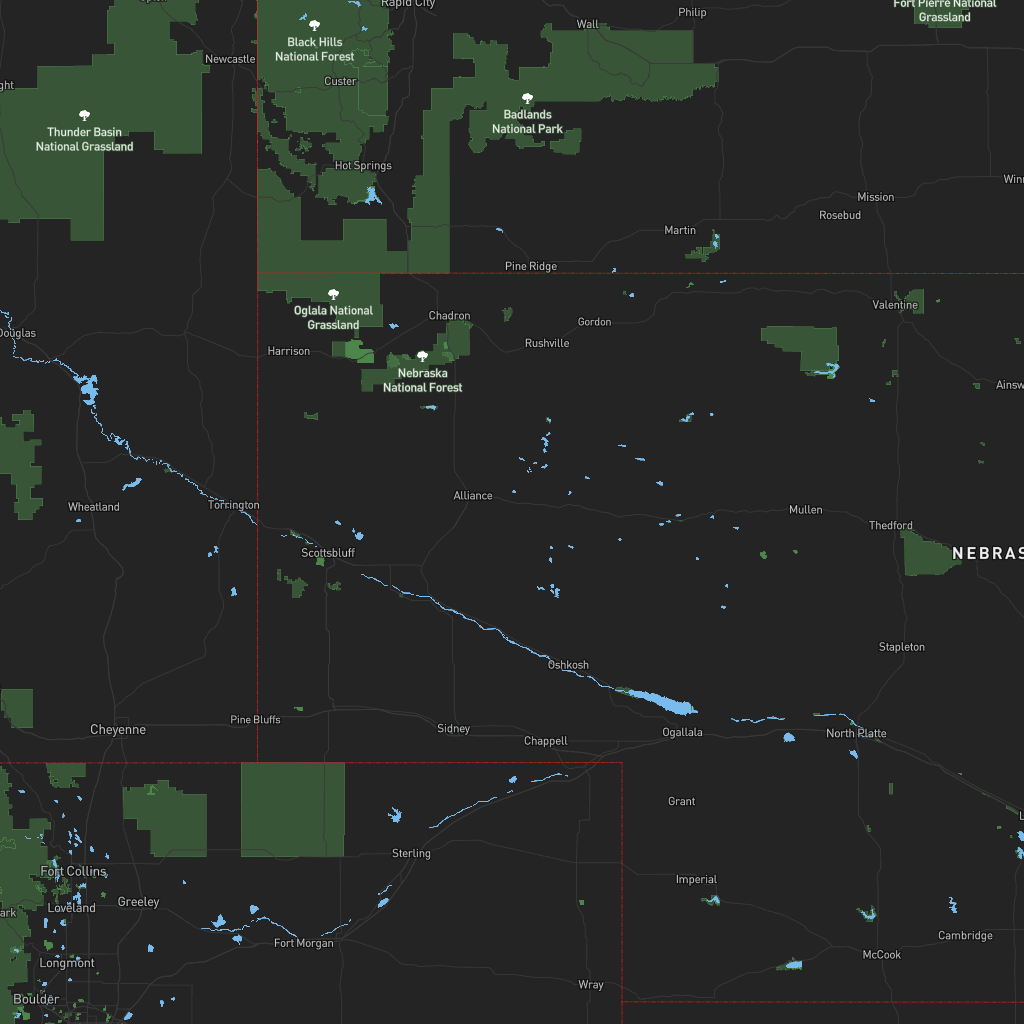 Rapid City
Fort Pierre National
Grassland
Philip
Wall
Black Hills
National Forest
Newcastle
Custer
Badlands
National Park
Thunder Basin
National Grassland
Hot Springs
Mission
Rosebud
Martin
Pine Ridge
Oglala National
Grassland
Chadron
Gordon
Valentine
Douglas
Harrison
Rushville
Nebraska
National Forest
Ainsw
Alliance
Wheatland
Torrington
Mullen
Thedford
Scottsbluff
NEBRAS
Stapleton
Oshkosh
Pine Bluffs
Cheyenne
Sidney
Chappell
Ogallala
North Platte
Grant
Sterling
Fort Collins
Imperial
Greeley
Loveland
ark
Fort Morgan
Cambridge
McCook
Longmont
Wray
Boulder